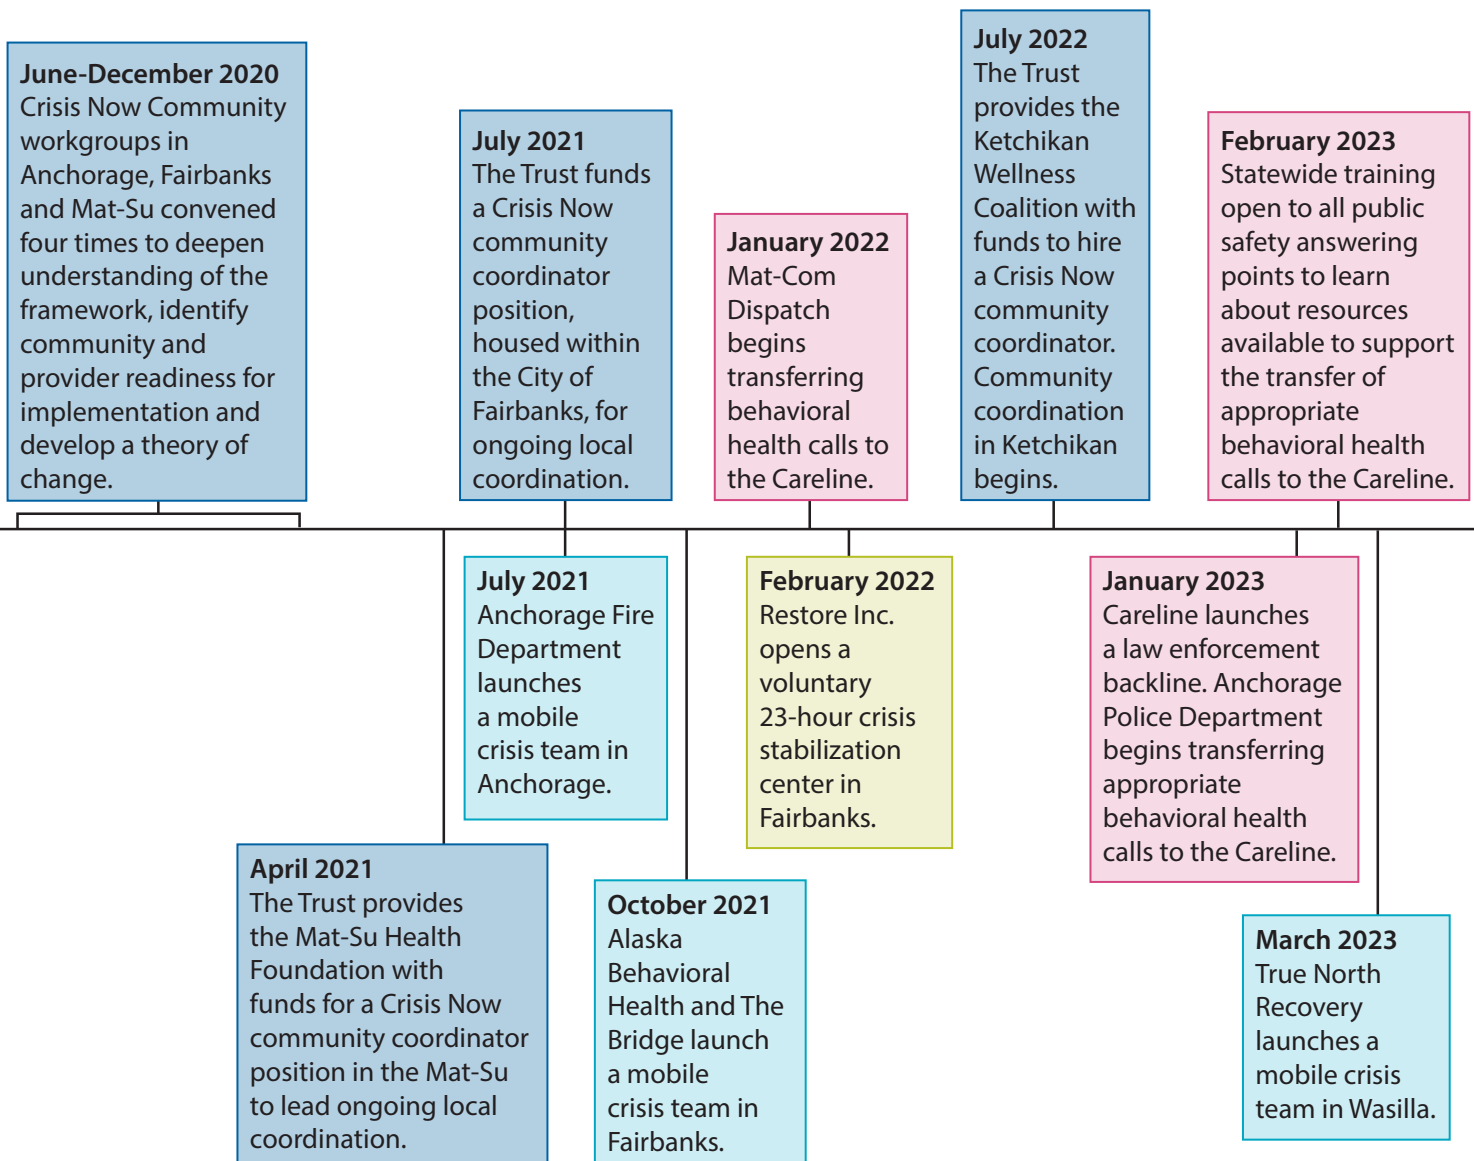 June-December 2020
Crisis Now Community
workgroups in
Anchorage, Fairbanks
and Mat-Su convened
four times to deepen
understanding of the
framework, identify
community and
provider readiness for
implementation and
develop a theory of
change.
July 2021
The Trust funds
a Crisis Now
community
coordinator
position,
housed within
the City of
Fairbanks, for
ongoing local
coordination.
January 2022
Mat-Com
Dispatch
begins
transferring
behavioral
health calls to
the Careline.
July 2022
The Trust
provides the
Ketchikan
Wellness
Coalition with
funds to hire
a Crisis Now
community
coordinator.
Community
coordination
in Ketchikan
begins.
February 2023
Statewide training
open to all public
safety answering
points to learn
about resources
available to support
the transfer of
appropriate
behavioral health
calls to the Careline.
April 2021
The Trust provides
the Mat-Su Health
Foundation with
funds for a Crisis Now
community coordinator
position in the Mat-Su
to lead ongoing local
coordination.
July 2021
Anchorage Fire
Department
launches
a mobile
crisis team in
Anchorage.
October 2021
Alaska
Behavioral
Health and The
Bridge launch
a mobile
crisis team in
Fairbanks.
February 2022
Restore Inc.
opens a
voluntary
23-hour crisis
stabilization
center in
Fairbanks.
January 2023
Careline launches
a law enforcement
backline. Anchorage
Police Department
begins transferring
appropriate
behavioral health
calls to the Careline.
March 2023
True North
Recovery
launches a
mobile crisis
team in Wasilla.